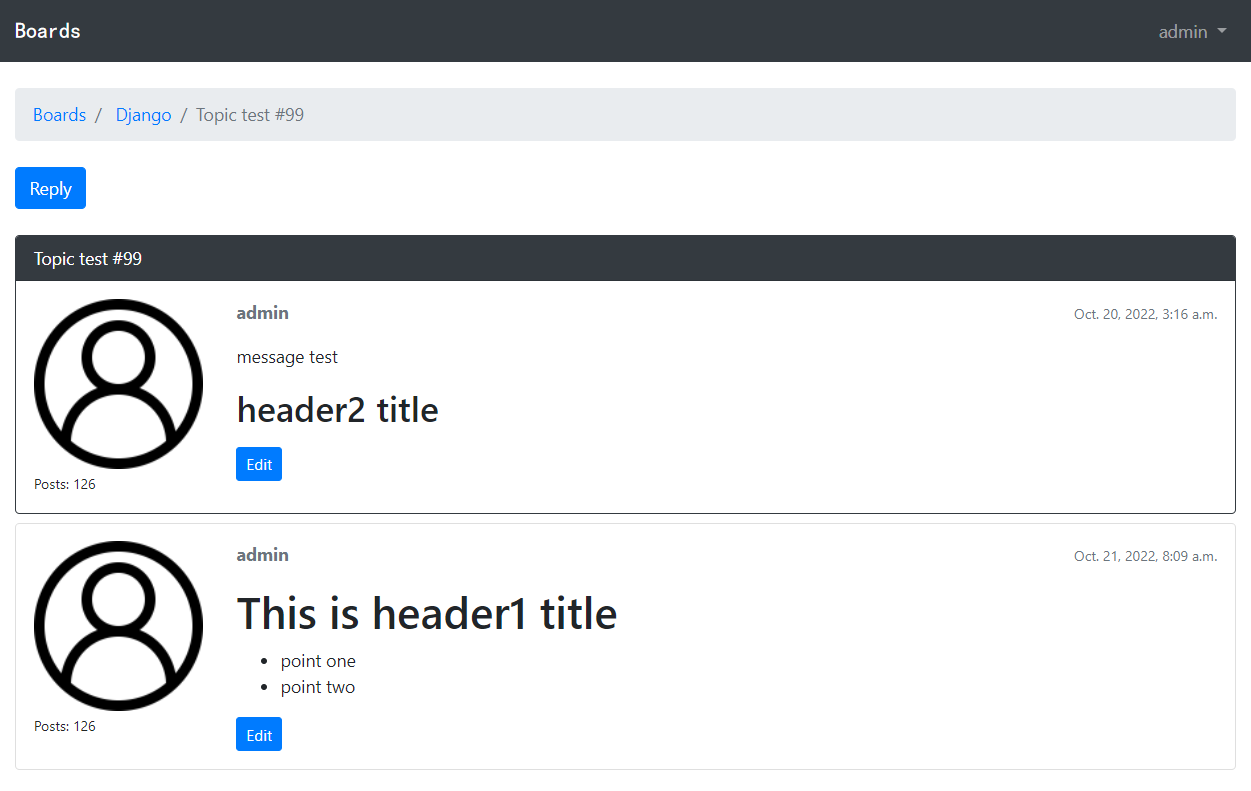 Boards
admin
Boards / Django / Topic test #99
Reply
Topic test #99
admin
Oct. 20, 2022, 3:16 a.m.
message test
header2 title
Edit
Posts: 126
admin
Oct. 21, 2022, 8:09 a.m.
This is header1 title
• point one
• point two
Edit
Posts: 126